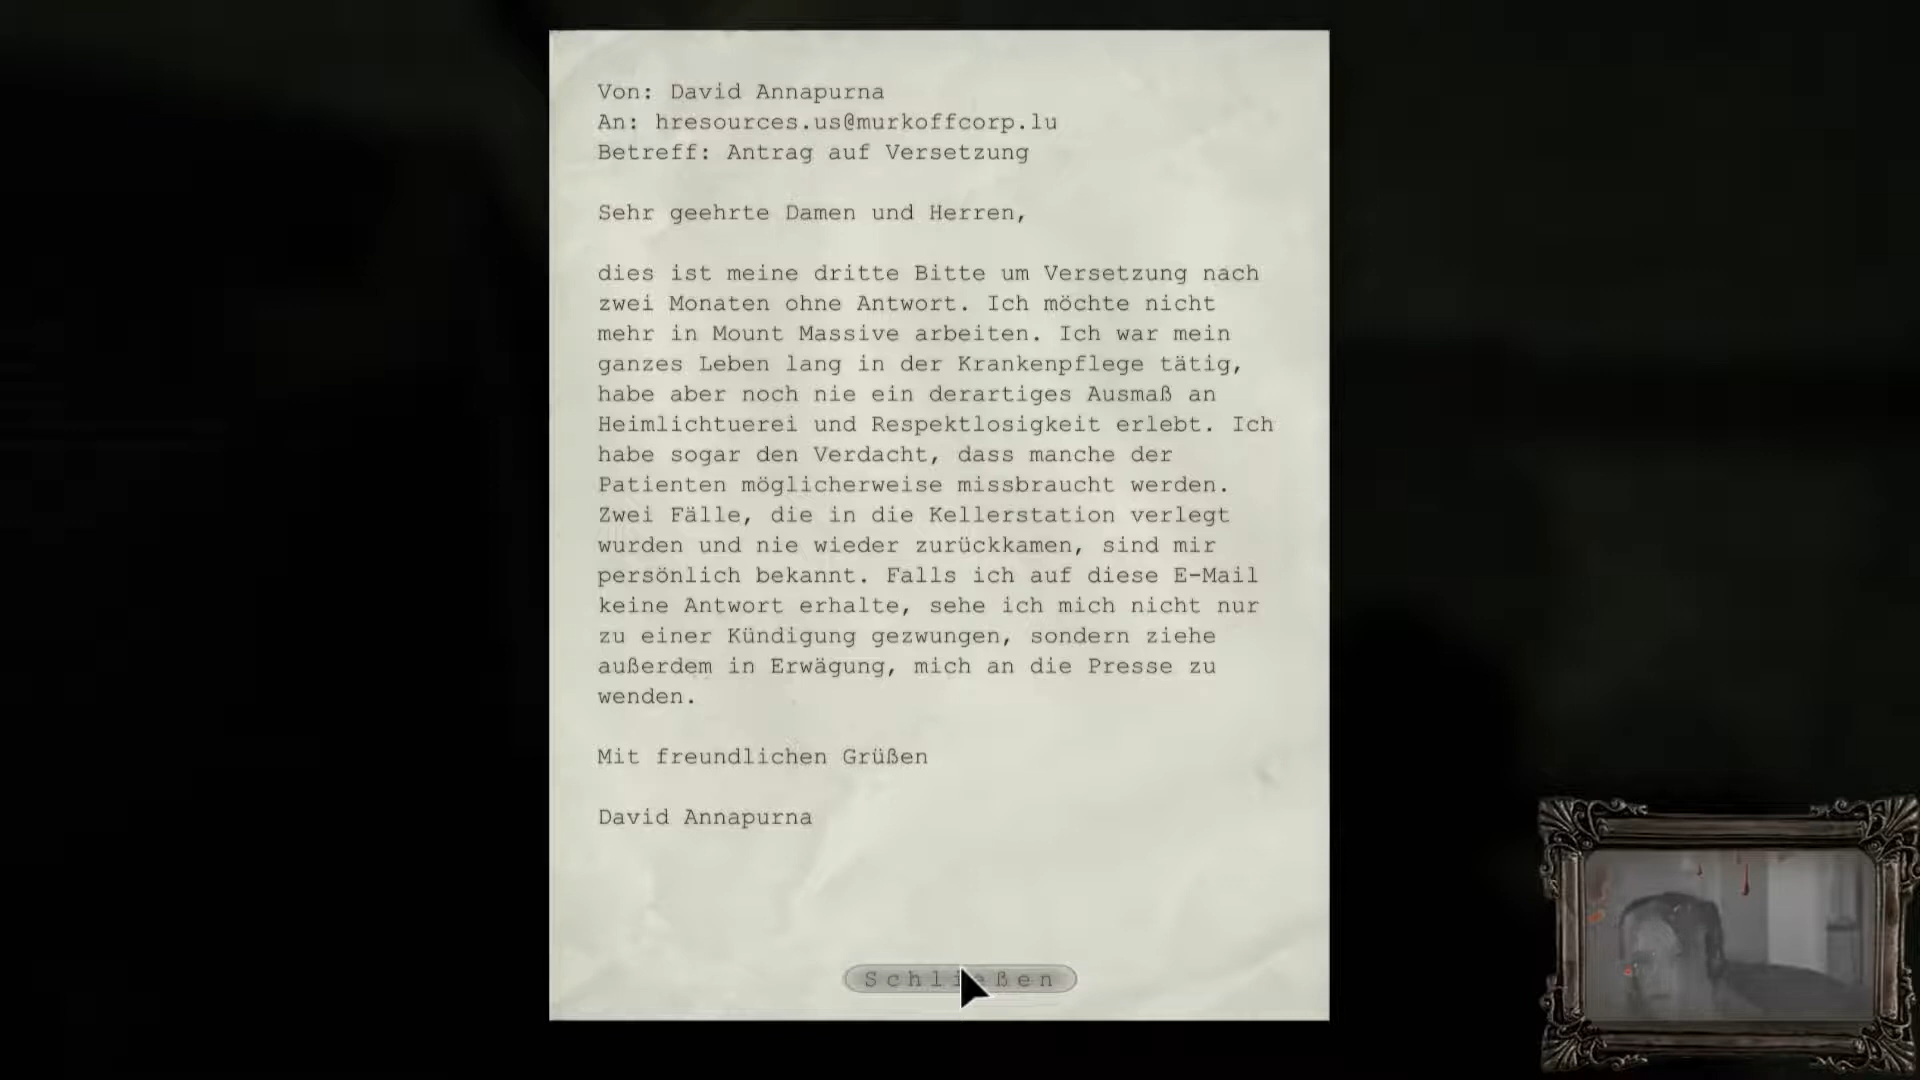 Von: David Annapurna
An: hresources.us@murkoffcorp.lu
Betreff: Antrag auf Versetzung
Sehr geehrte Damen und Herren,
dies ist meine dritte Bitte um Versetzung nach
zwei Monaten ohne Antwort. Ich möchte nicht
mehr in Mount Massive arbeiten. Ich war mein
ganzes Leben lang in der Krankenpflege tätig,
habe aber noch nie ein derartiges Ausmaß an
Heimlichtuerei und Respektlosigkeit erlebt. Ich
habe sogar den Verdacht, dass manche der
Patienten möglicherweise missbraucht werden.
Zwei Fälle, die in die Kellerstation verlegt
wurden und nie wieder zurückkamen, sind mir
persönlich bekannt. Falls ich auf diese E-Mail
keine Antwort erhalte, sehe ich mich nicht nur
zu einer Kündigung gezwungen, sondern ziehe
außerdem in Erwägung, mich an die Presse zu
wenden.
Mit freundlichen Grüßen
David Annapurna
Schließen